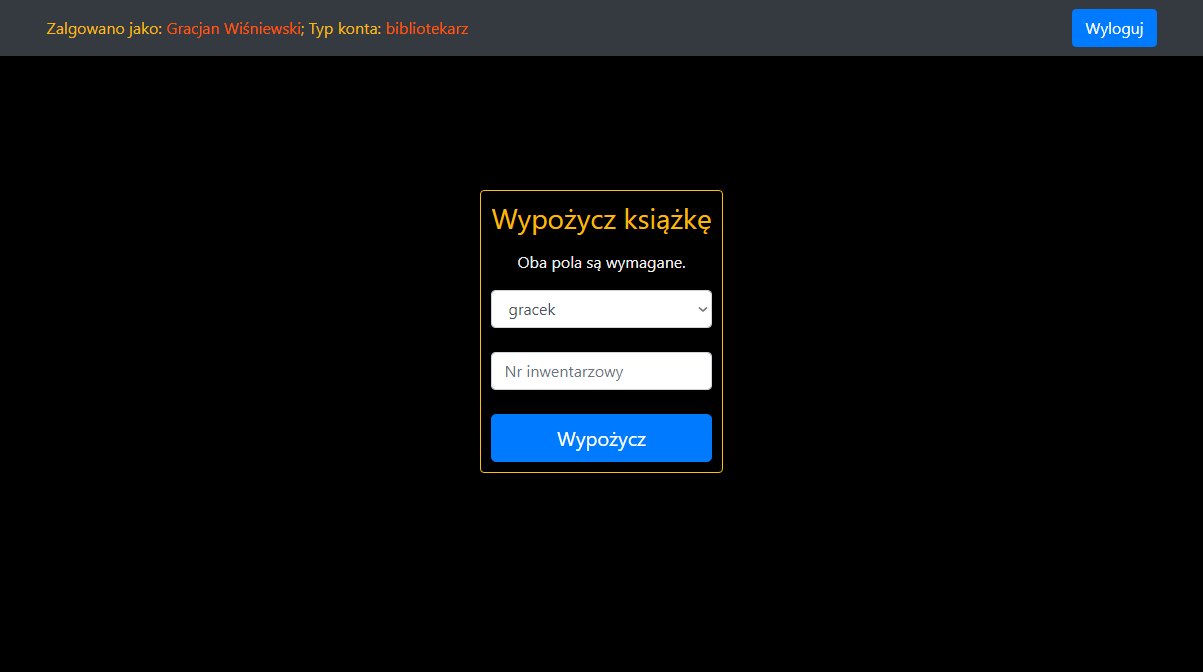 Zalgowano jako: Gracjan Wiśniewski; Typ konta: bibliotekarz
Wyloguj
Wypożycz książkę
Oba pola są wymagane.
gracek
Nr inwentarzowy
Wypożycz